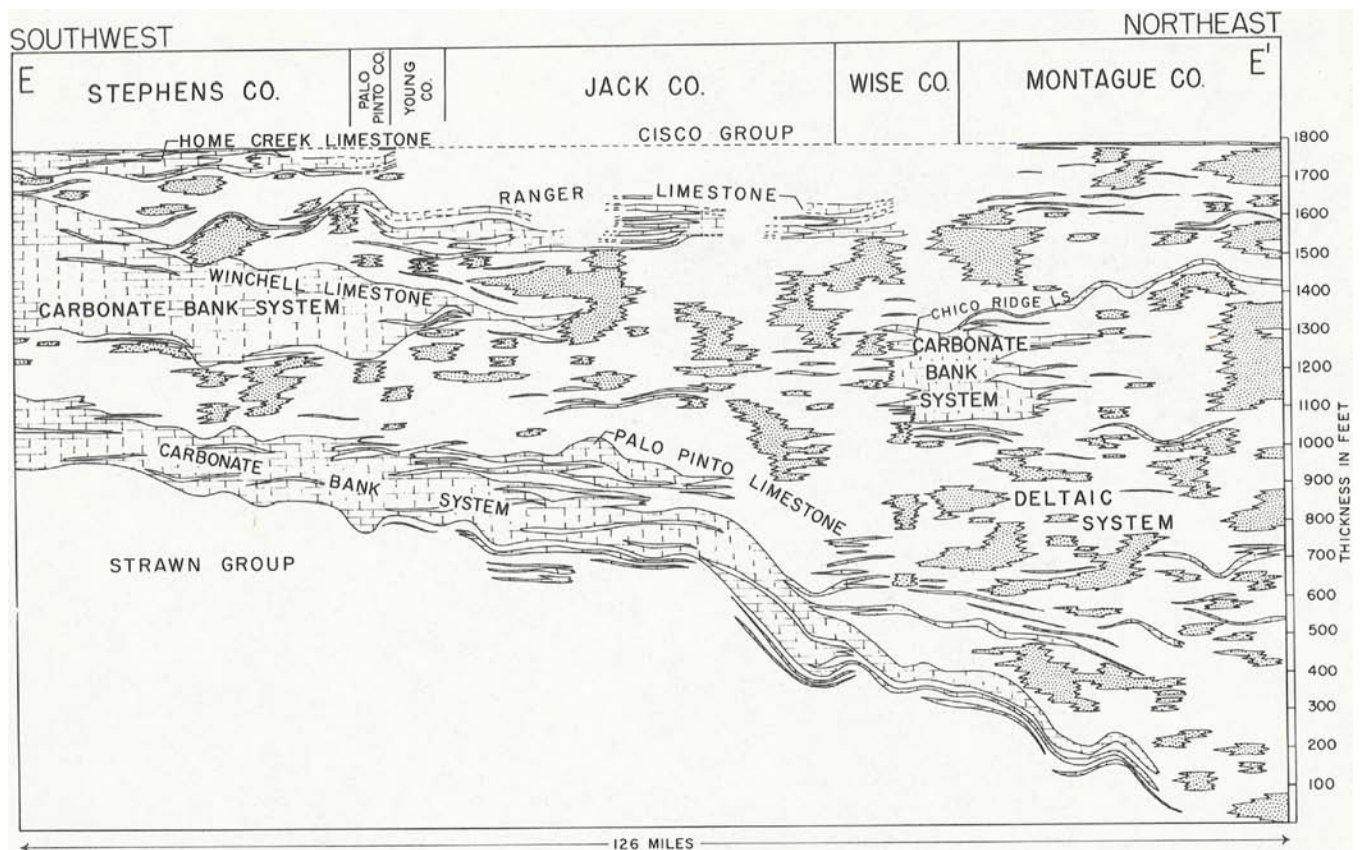 SOUTHWEST
NORTHEAST
E
STEPHENS CO.
PALO
PINTO CO.
YOUNG
CO.
JACK CO.
WISE CO.
MONTAGUE CO.
E'
HOME CREEK LIMESTONE
CISCO GROUP
RANGER LIMESTONE
WINCHELL LIMESTONE
CARBONATE BANK SYSTEM
CHICO RIDGE LS.
CARBONATE
BANK
SYSTEM
CARBONATE
BANK
SYSTEM
PALO PINTO
LIMESTONE
DELTAIC
SYSTEM
STRAWN GROUP
1800
1700
1600
1500
1400
1300
1200
1100
1000
900
800
700
600
500
400
300
200
100
THICKNESS IN FEET
126 MILES